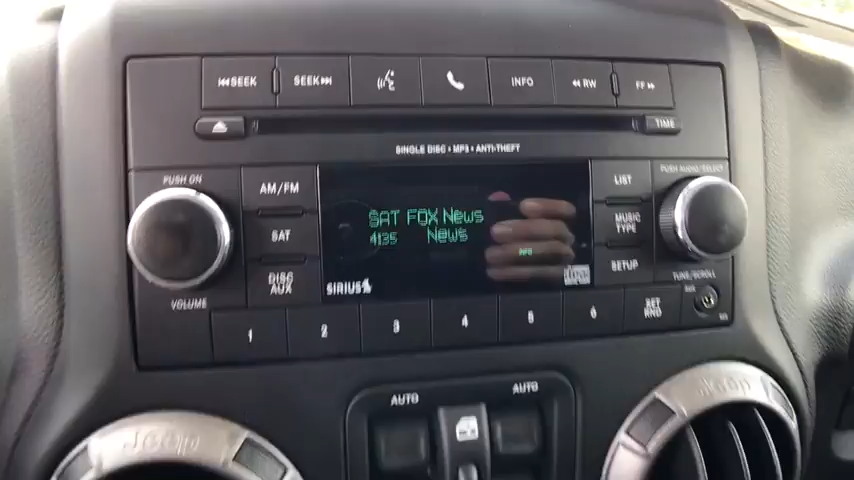 SEEK
SEEK
INFO
RW
FF
TIME
SINGLE DISC • MP3 • ANTI-THEFT
PUSH ON
PUSH AUDIO/SELECT
AM/FM
LIST
SAT FOX News
SAT
4:35 News
MUSIC
TYPE
DISC
AUX
SETUP
SIRIUS
VOLUME
TUNE/SCROLL
1
2
3
4
5
6
SET
RND
AUTO
AUTO
Jeep
Jeep